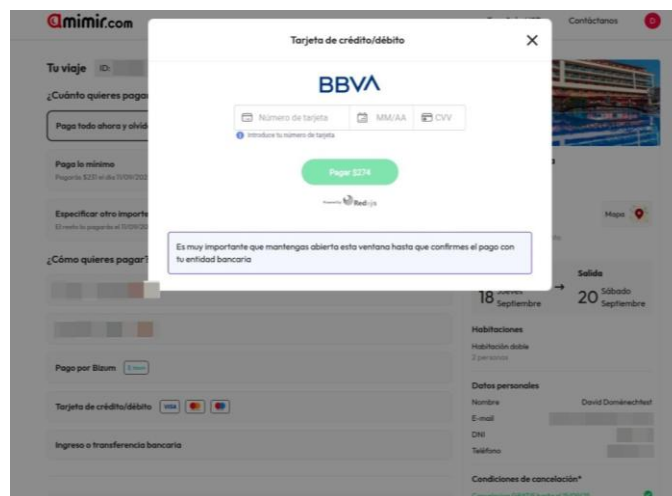 amimir.com
Contáctanos
D
Tarjeta de crédito/débito
BBVA
Número de tarjeta
MM/AA
CVV
Introduce tu número de tarjeta
Pagar $274
Redsys
Es muy importante que mantengas abierta esta ventana hasta que confirmes el pago con
tu entidad bancaria
Tu viaje ID:
¿Cuánto quieres paga
Paga todo ahora y olvid
Paga lo mínimo
Especificar otro importe
¿Cómo quieres pagar?
Pago por Bizum
Tarjeta de crédito/débito VISA
Ingreso o transferencia bancaria
Mapa
Salida
18 Jueves Septiembre
20 Sábado Septiembre
Habitaciones
Habitación doble
2 personas
Datos personales
Nombre David Doménechtest
E-mail
DNI
Teléfono
Condiciones de cancelación*